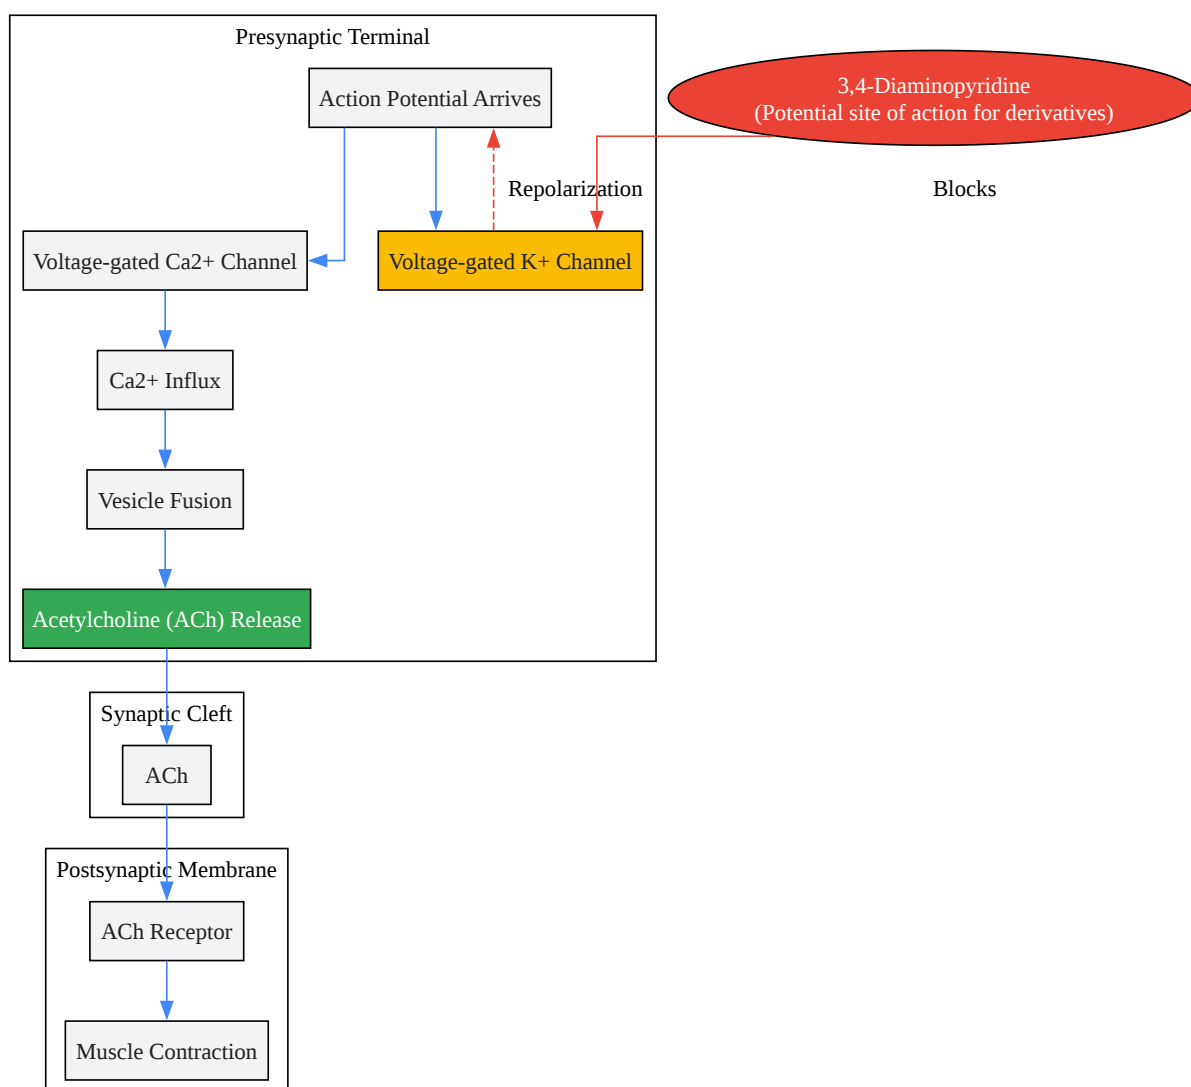 Presynaptic Terminal
3,4-Diaminopyridine
(Potential site of action for derivatives)
Action Potential Arrives
Repolarization
Blocks
Voltage-gated Ca2+ Channel
Voltage-gated K+ Channel
Ca2+ Influx
Vesicle Fusion
Acetylcholine (ACh) Release
Synaptic Cleft
ACh
Postsynaptic Membrane
ACh Receptor
Muscle Contraction